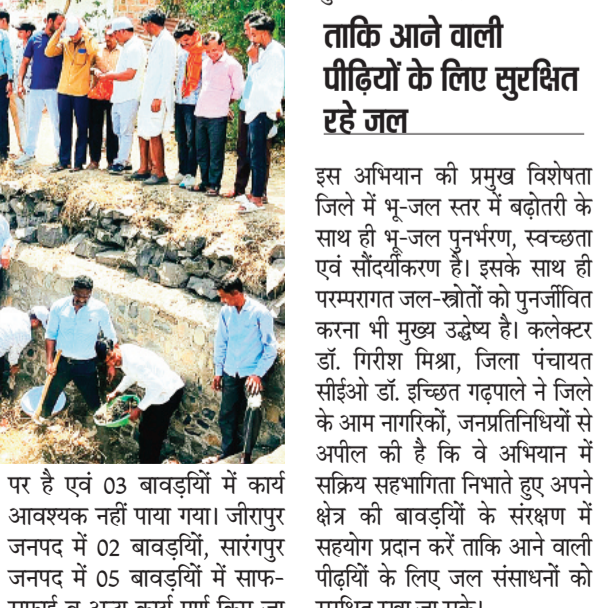 पर है एवं 03 बावड़ियों में कार्य
आवश्यक नहीं पाया गया। जीरापुर
जनपद में 02 बावड़ियों, सारंगपुर
जनपद में 05 बावड़ियों में साफ-
ताकि आने वाली
पीढ़ियों के लिए सुरक्षित
रहे जल
इस अभियान की प्रमुख विशेषता
जिले में भू-जल स्तर में बढ़ोतरी के
साथ ही भू-जल पुनर्भरण, स्वच्छता
एवं सौंदर्यीकरण है। इसके साथ ही
परम्परागत जल-स्त्रोतों को पुनर्जीवित
करना भी मुख्य उद्धेष्य है। कलेक्टर
डॉ. गिरीश मिश्रा, जिला पंचायत
सीईओ डॉ. इच्छित गढ़पाले ने जिले
के आम नागरिकों, जनप्रतिनिधियों से
अपील की है कि वे अभियान में
सक्रिय सहभागिता निभाते हुए अपने
क्षेत्र की बावड़ियों के संरक्षण में
सहयोग प्रदान करें ताकि आने वाली
पीढ़ियों के लिए जल संसाधनों को